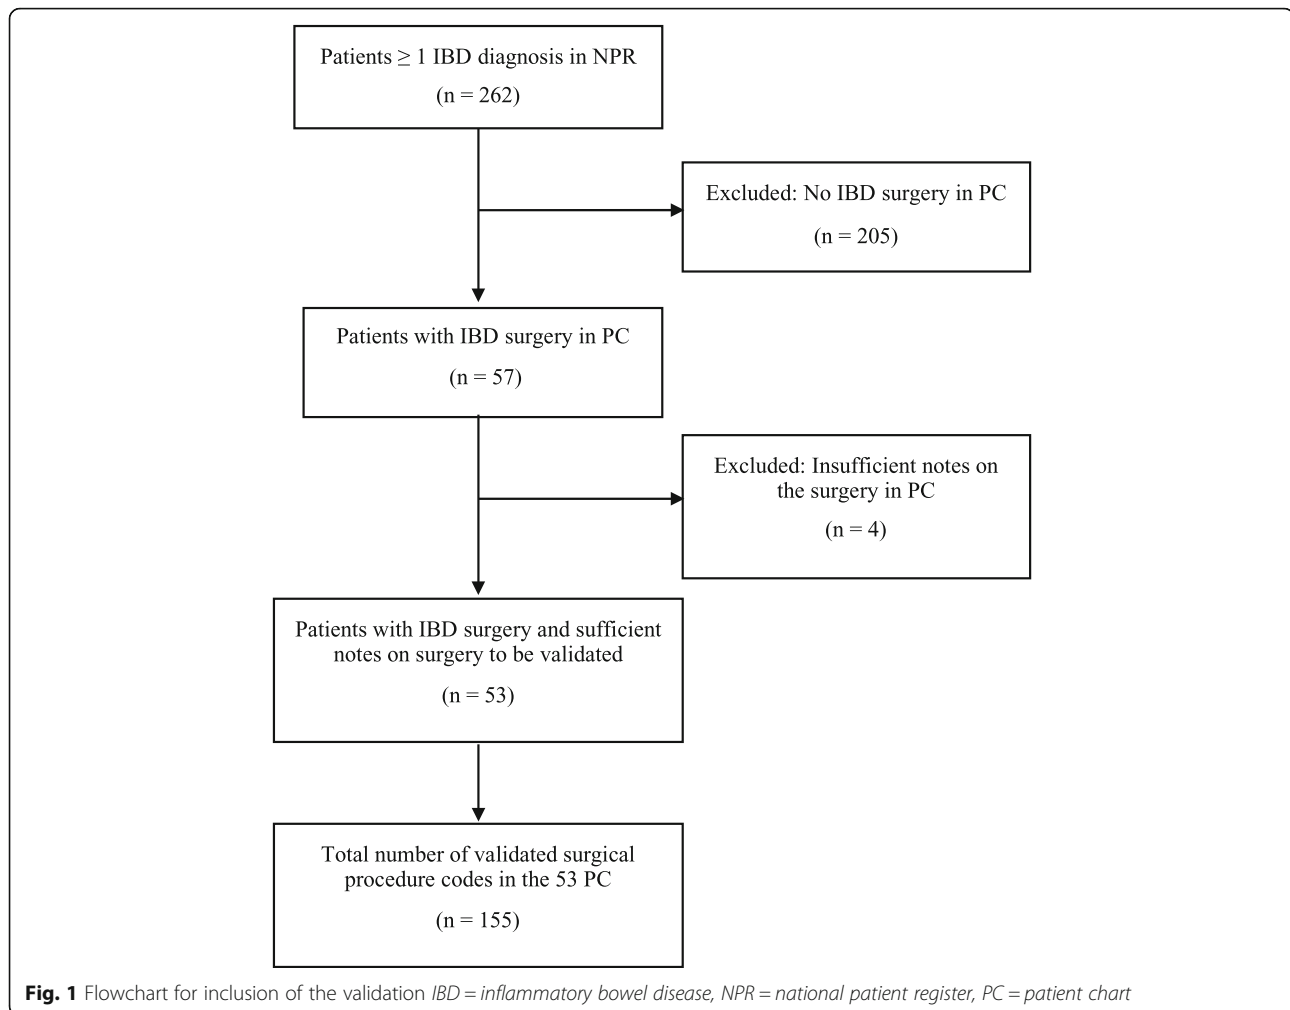 Patients ≥ 1 IBD diagnosis in NPR
(n = 262)
Excluded: No IBD surgery in PC
(n = 205)
Patients with IBD surgery in PC
(n = 57)
Excluded: Insufficient notes on
the surgery in PC
(n = 4)
Patients with IBD surgery and sufficient
notes on surgery to be validated
(n = 53)
Total number of validated surgical
procedure codes in the 53 PC
(n = 155)
Fig. 1 Flowchart for inclusion of the validation IBD = inflammatory bowel disease, NPR = national patient register, PC = patient chart